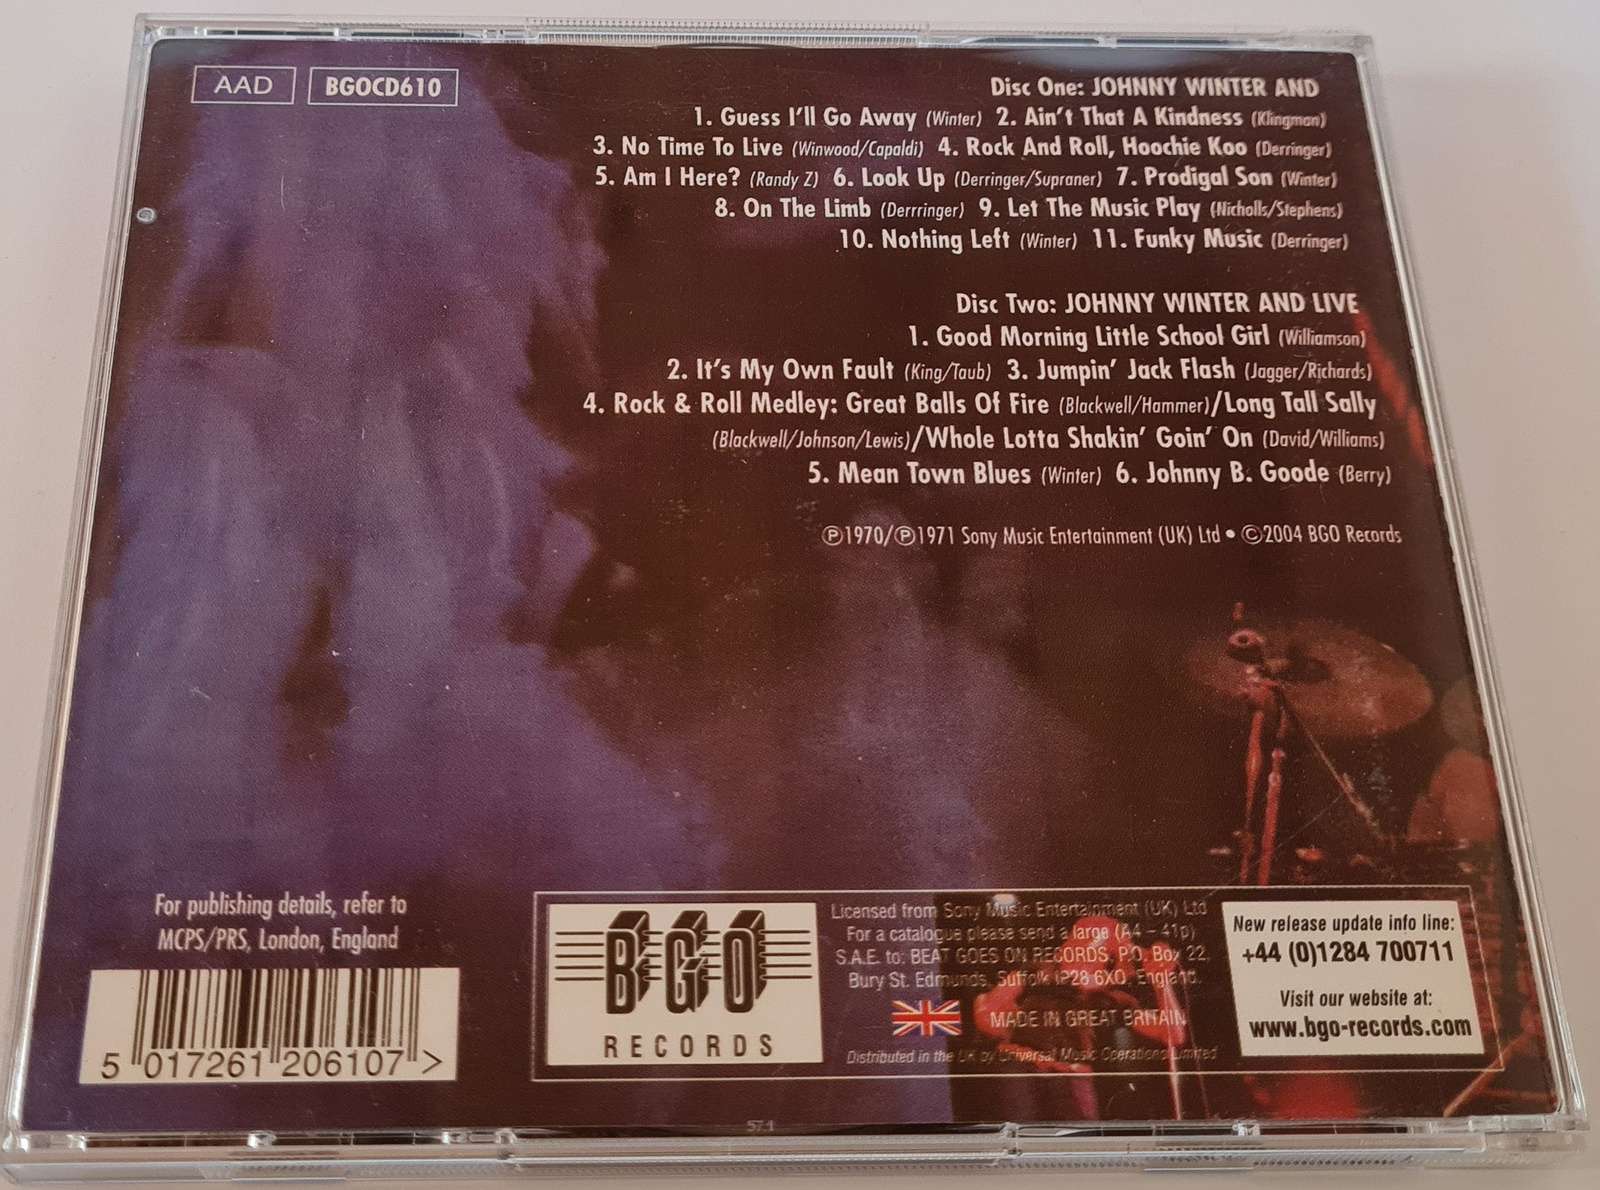 AAD
BGOCD610
Disc One: JOHNNY WINTER AND
1. Guess I'll Go Away (Winter) 2. Ain't That A Kindness (Klingman)
3. No Time To Live (Winwood/Capaldi) 4. Rock And Roll, Hoochie Koo (Derringer)
5. Am I Here? (Randy Z) 6. Look Up (Derringer/Supraner) 7. Prodigal Son (Winter)
8. On The Limb (Derrringer) 9. Let The Music Play (Nicholls/Stephens)
10. Nothing Left (Winter) 11. Funky Music (Derringer)
Disc Two: JOHNNY WINTER AND LIVE
1. Good Morning Little School Girl (Williamson)
2. It's My Own Fault (King/Taub) 3. Jumpin' Jack Flash (Jagger/Richards)
4. Rock & Roll Medley: Great Balls Of Fire (Blackwell/Hammer)/Long Tall Sally
(Blackwell/Johnson/Lewis)/Whole Lotta Shakin' Goin' On (David/Williams)
5. Mean Town Blues (Winter) 6. Johnny B. Goode (Berry)
℗1970/℗1971 Sony Music Entertainment (UK) Ltd • ©2004 BGO Records
For publishing details, refer to
MCPS/PRS, London, England
5 017261 206107 >
BGO
RECORDS
Licensed from Sony Music Entertainment (UK) Ltd
For a catalogue please send a large (A4 – 41p)
S.A.E. to: BEAT GOES ON RECORDS, P.O. Box 22,
Bury St. Edmunds, Suffolk IP28 6XQ, England.
MADE IN GREAT BRITAIN
Distributed in the UK by Universal Music Operations Limited
New release update info line:
+44 (0)1284 700711
Visit our website at:
www.bgo-records.com
57.1